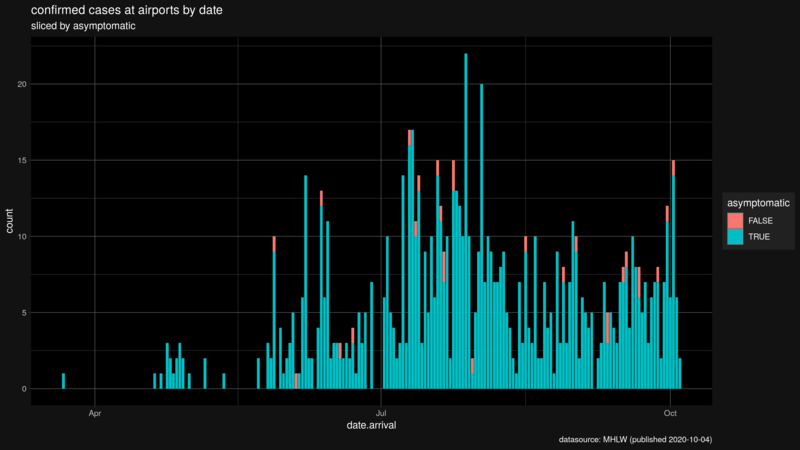 confirmed cases at airports by date
sliced by asymptomatic
20
15
10
5
0
count
Apr
Jul
Oct
date.arrival
asymptomatic
FALSE
TRUE
datasource: MHLW (published 2020-10-04)